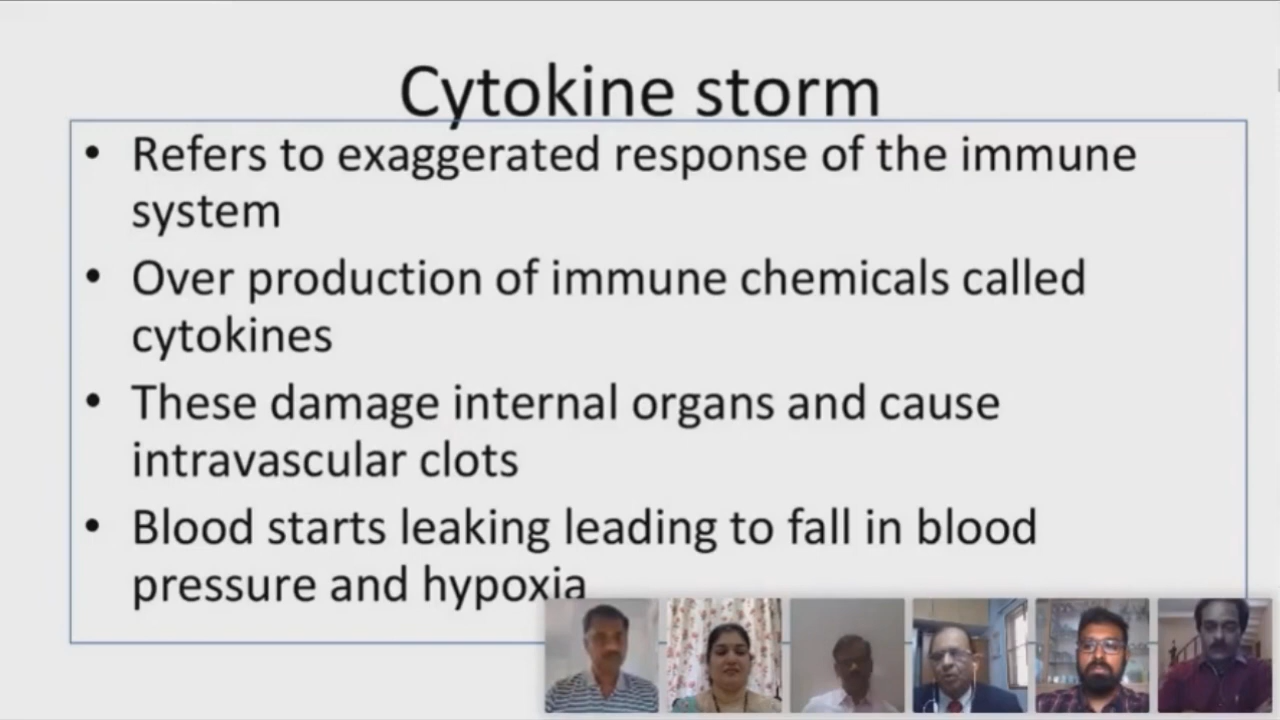 Cytokine storm
• Refers to exaggerated response of the immune
system
• Over production of immune chemicals called
cytokines
• These damage internal organs and cause
intravascular clots
• Blood starts leaking leading to fall in blood
pressure and hypoxia